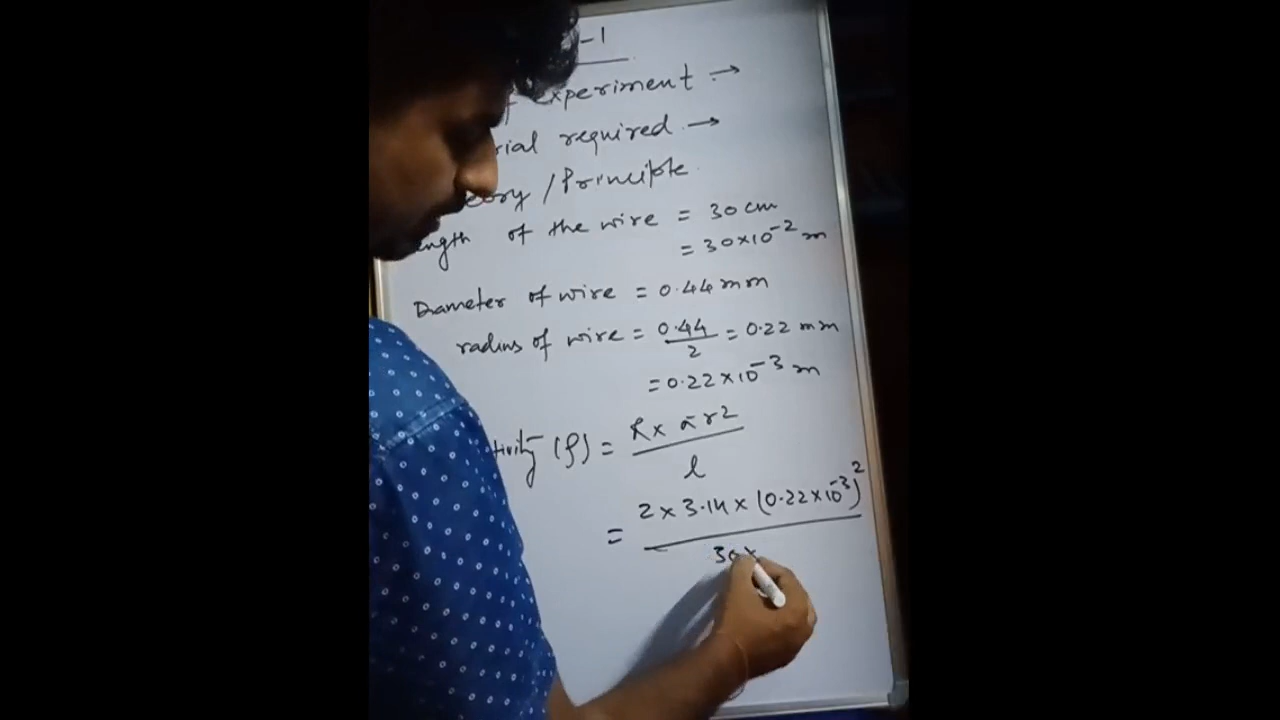 -1
experiment →
required →
/Principle
of the wire = 30 cm
= 30×10⁻² m
Diameter of wire = 0.44 mm
radius of wire = 0.44/2 = 0.22 mm
= 0.22×10⁻³ m
(ρ) = R× πr²/l
= 2×3.14×(0.22×10⁻³)²/30×